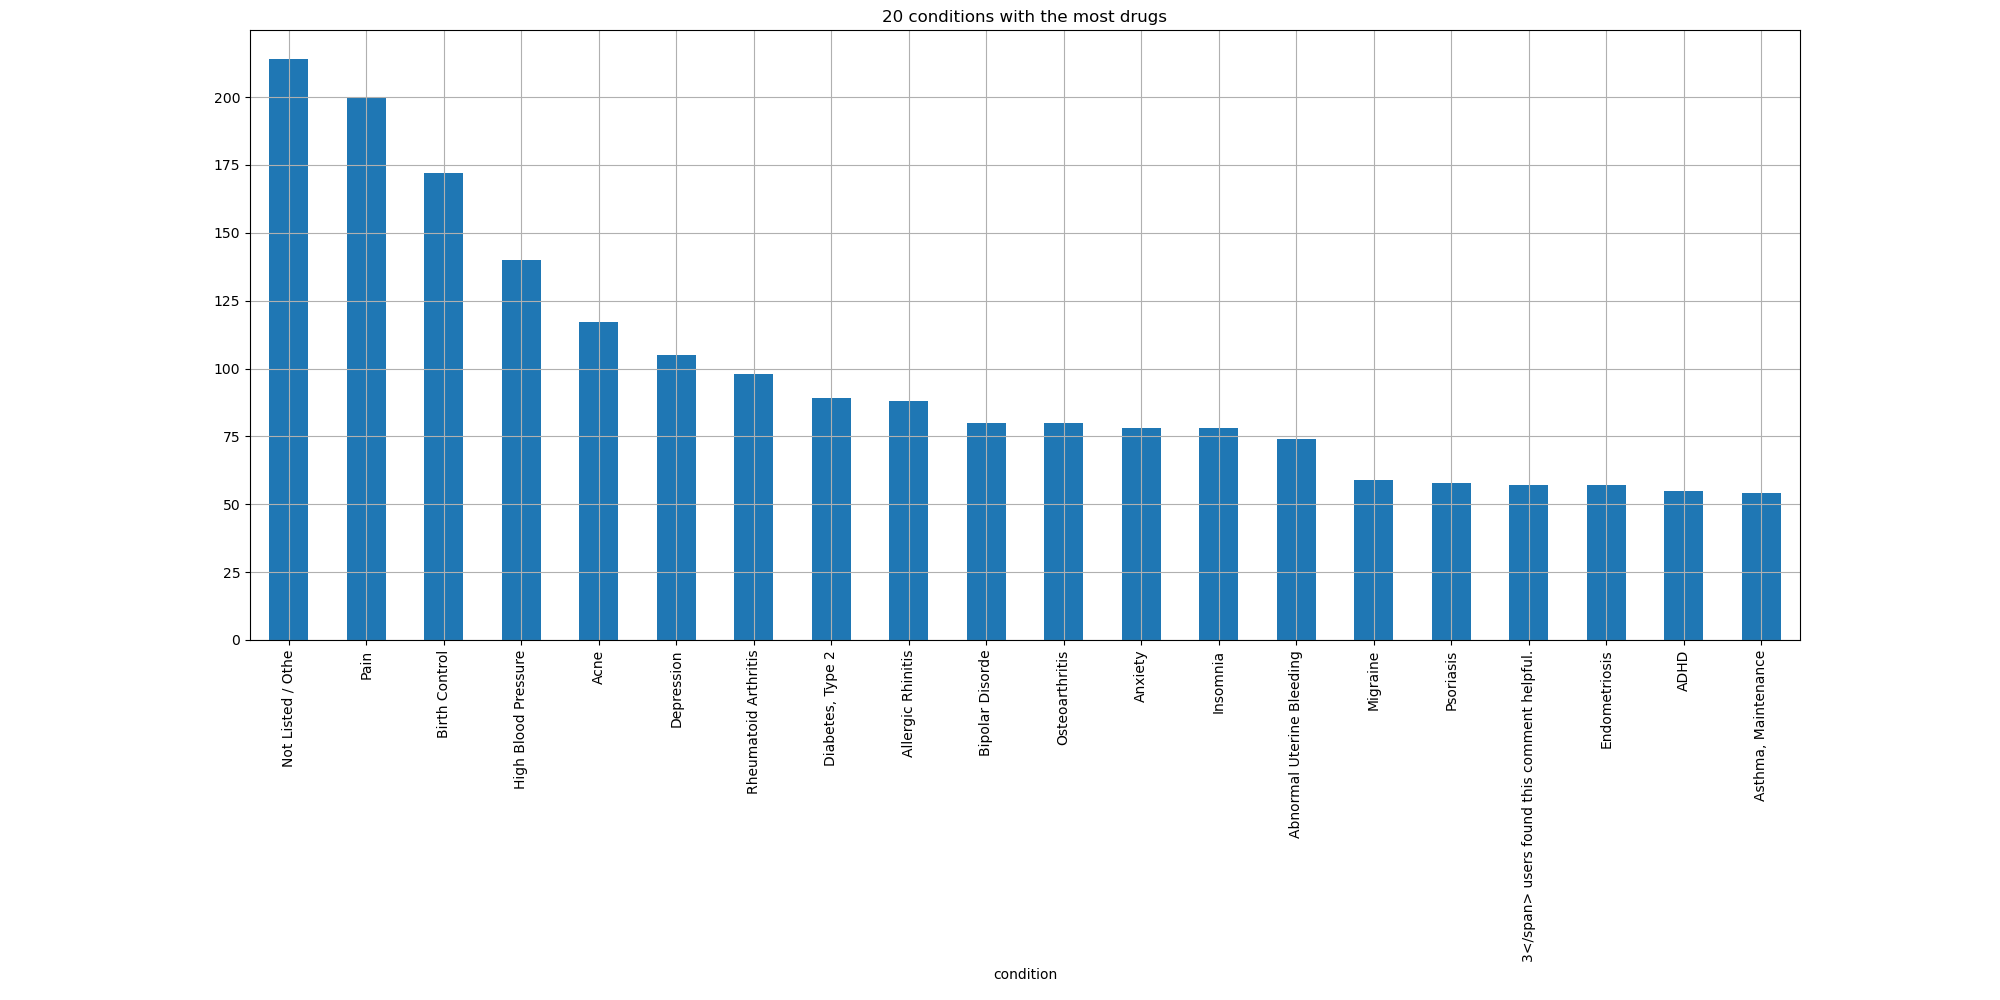 20 conditions with the most drugs
200
175
150
125
100
75
50
25
0
Not Listed / Othe
Pain
Birth Control
High Blood Pressure
Acne
Depression
Rheumatoid Arthritis
Diabetes, Type 2
Allergic Rhinitis
Bipolar Disorde
Osteoarthritis
Anxiety
Insomnia
Abnormal Uterine Bleeding
Migraine
Psoriasis
3</span> users found this comment helpful.
Endometriosis
ADHD
Asthma, Maintenance
condition